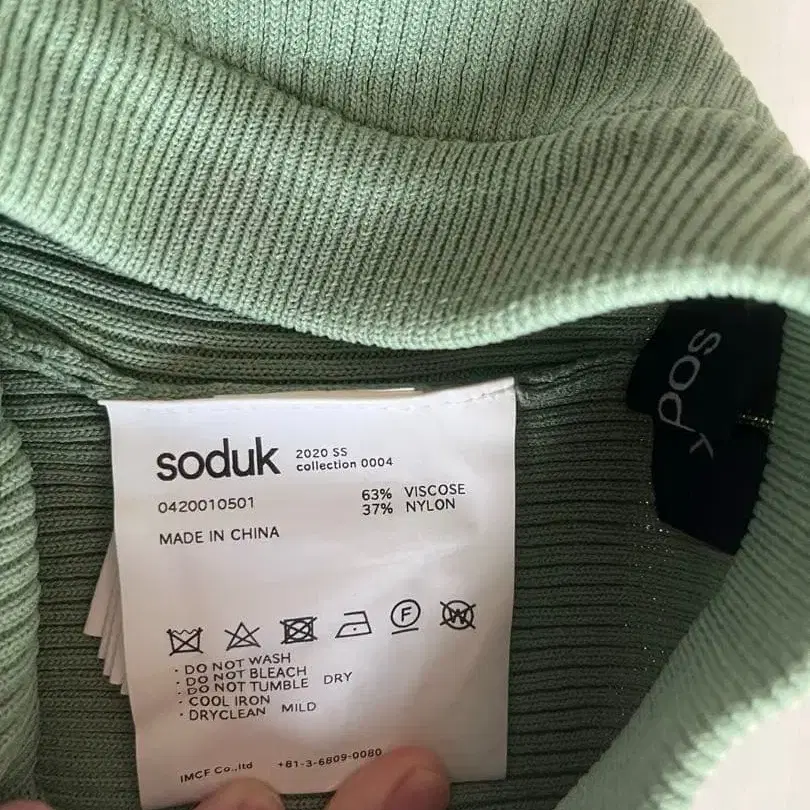 soduk
2020 SS
collection 0004
0420010501
63% VISCOSE
37% NYLON
MADE IN CHINA
F
W
· DO NOT WASH
· DO NOT BLEACH
· DO NOT TUMBLE DRY
· COOL IRON
· DRYCLEAN MILD
IMCF Co.,ltd +81-3-6809-0080
sod